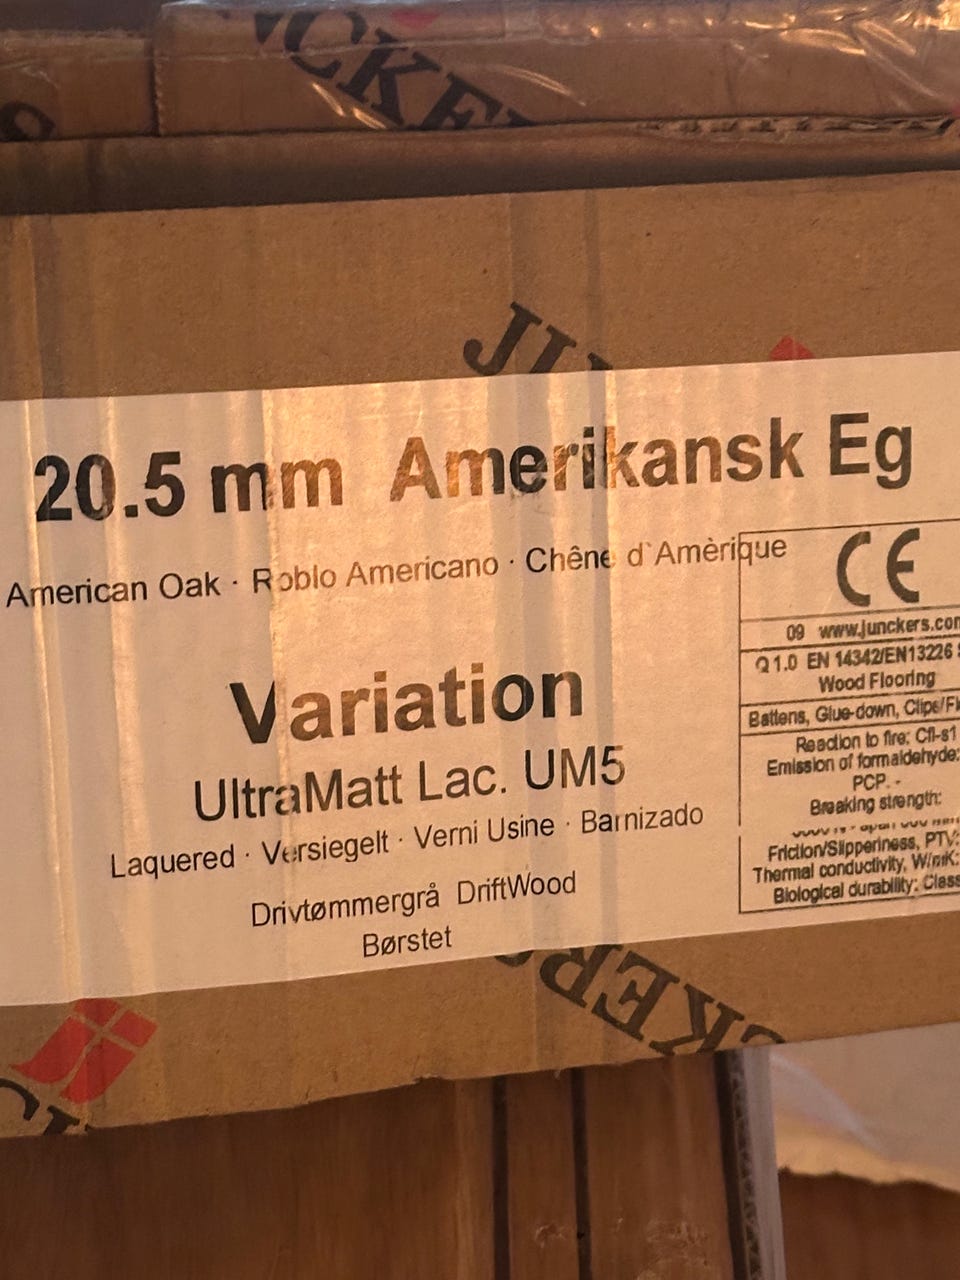 JUNCKERS
20.5 mm Amerikansk Eg
American Oak · Roblo Americano · Chêne d`Amèrique
CE
09 www.junckers.com
Q1.0 EN 14342/EN13226
Wood Flooring
Battens, Glue-down,
Reaction to fire: Cfl-s1
Emission of formaldehyde:
PCP. -
Breaking strength:
Friction/Slipperiness, PTV:
Thermal conductivity, W/mK:
Biological durability: Class
Variation
UltraMatt Lac. UM5
Laquered · Versiegelt · Verni Usine · Barnizado
Drivtømmergrå DriftWood
Børstet